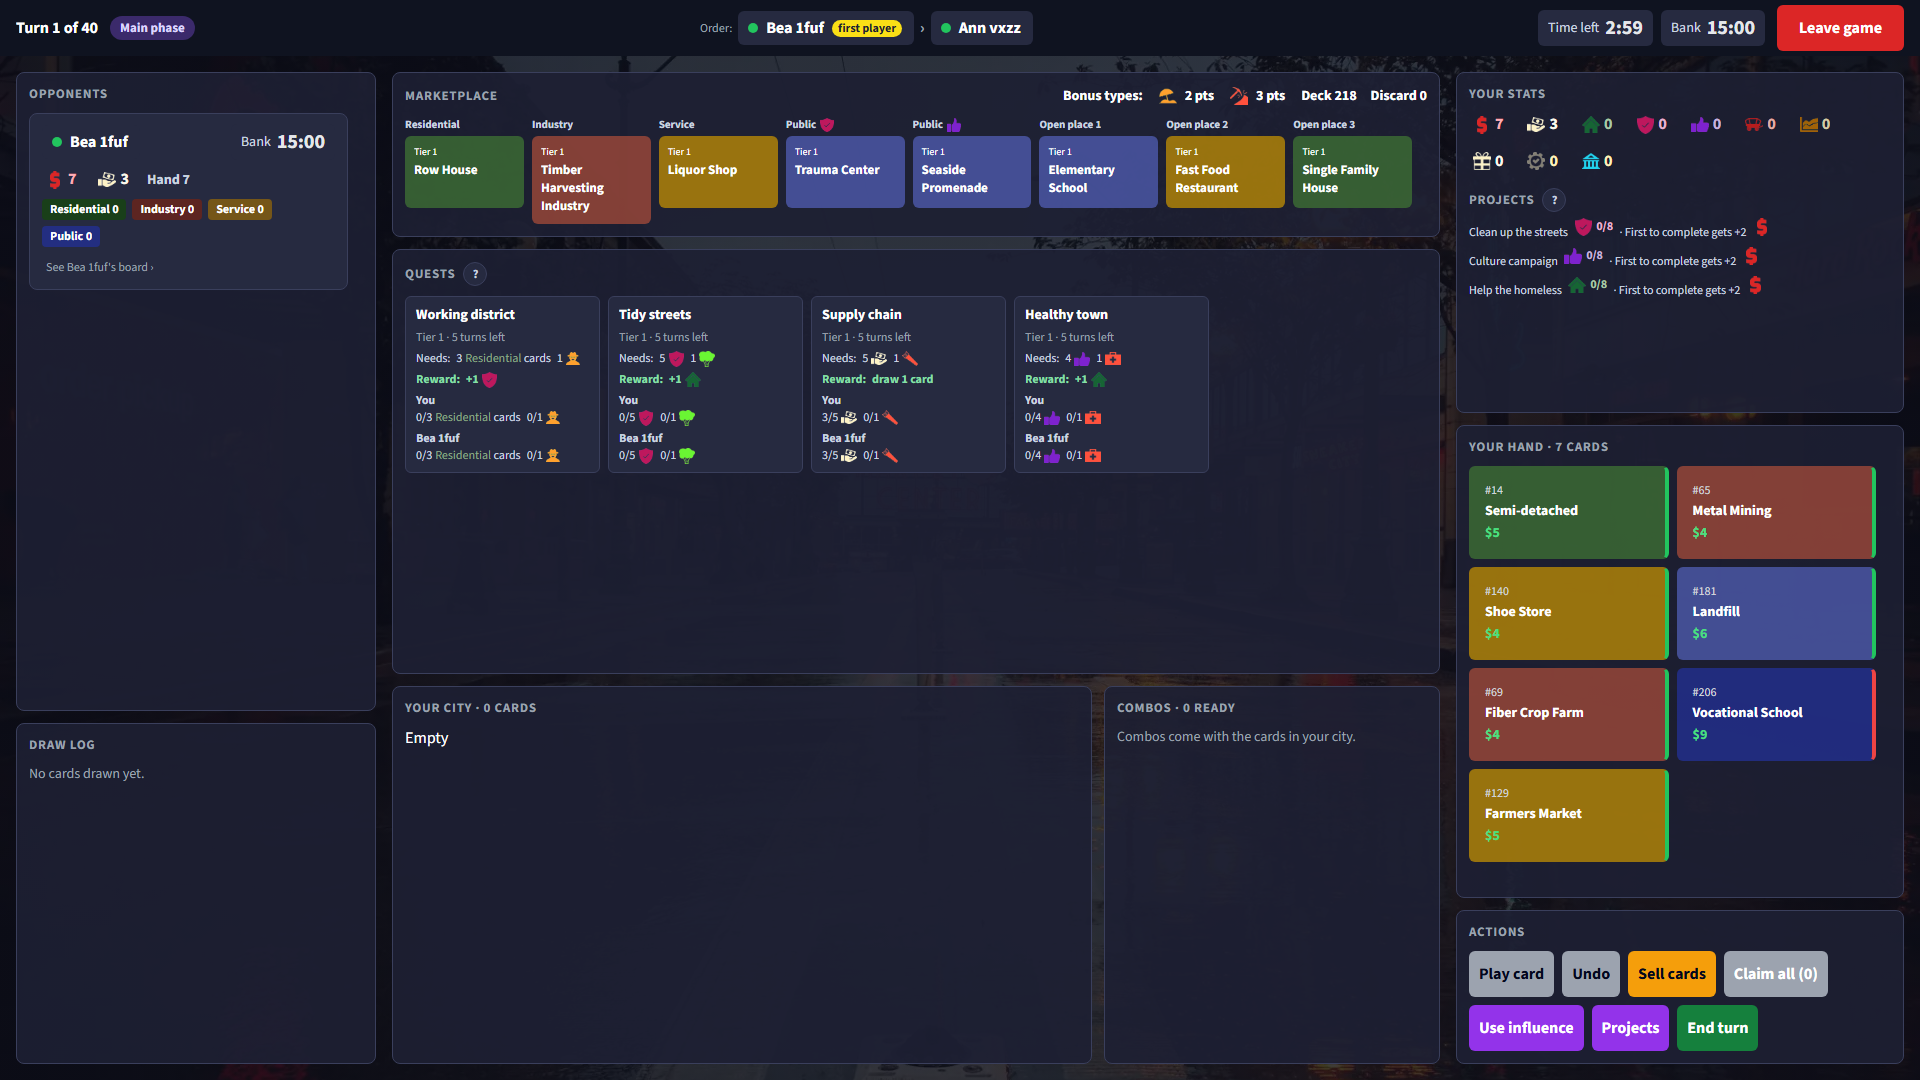 Turn 1 of 40 Main phase
Order: Bea 1fuf first player › Ann vxzz
Time left 2:59 Bank 15:00 Leave game
OPPONENTS
Bea 1fuf Bank 15:00
7 3 Hand 7
Residential 0 Industry 0 Service 0
Public 0
See Bea 1fuf's board ›
DRAW LOG
No cards drawn yet.
MARKETPLACE
Bonus types: 2 pts 3 pts Deck 218 Discard 0
Residential
Tier 1
Row House
Industry
Tier 1
Timber
Harvesting
Industry
Service
Tier 1
Liquor Shop
Public
Tier 1
Trauma Center
Public
Tier 1
Seaside
Promenade
Open place 1
Tier 1
Elementary
School
Open place 2
Tier 1
Fast Food
Restaurant
Open place 3
Tier 1
Single Family
House
QUESTS ?
Working district
Tier 1 · 5 turns left
Needs: 3 Residential cards 1
Reward: +1
You
0/3 Residential cards 0/1
Bea 1fuf
0/3 Residential cards 0/1
Tidy streets
Tier 1 · 5 turns left
Needs: 5 1
Reward: +1
You
0/5 0/1
Bea 1fuf
0/5 0/1
Supply chain
Tier 1 · 5 turns left
Needs: 5 1
Reward: draw 1 card
You
3/5 0/1
Bea 1fuf
3/5 0/1
Healthy town
Tier 1 · 5 turns left
Needs: 4 1
Reward: +1
You
0/4 0/1
Bea 1fuf
0/4 0/1
YOUR CITY · 0 CARDS
Empty
COMBOS · 0 READY
Combos come with the cards in your city.
YOUR STATS
7 3 0 0 0 0 0
0 0 0
PROJECTS ?
Clean up the streets 0/8 · First to complete gets +2
Culture campaign 0/8 · First to complete gets +2
Help the homeless 0/8 · First to complete gets +2
YOUR HAND · 7 CARDS
#14
Semi-detached
$5
#65
Metal Mining
$4
#140
Shoe Store
$4
#181
Landfill
$6
#69
Fiber Crop Farm
$4
#206
Vocational School
$9
#129
Farmers Market
$5
ACTIONS
Play card Undo Sell cards Claim all (0)
Use influence Projects End turn